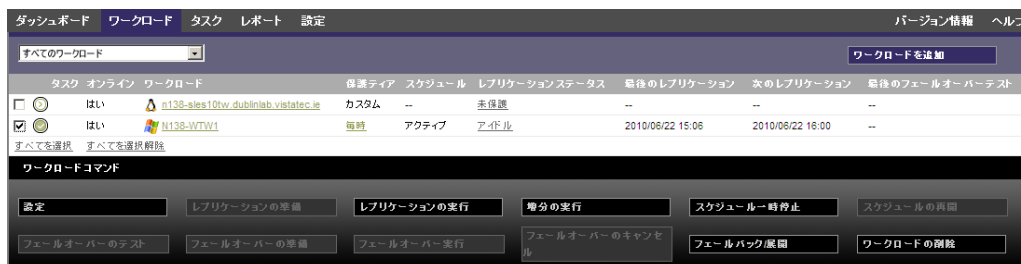 ダッシュボード ワークロード タスク レポート 設定 バージョン情報 ヘルプ
すべてのワークロード ワークロードを追加
タスク オンライン ワークロード 保護ティア スケジュール レプリケーションステータス 最後のレプリケーション 次のレプリケーション 最後のフェールオーバーテスト
はい n138-sles10tw.dublinlab.vistatec.ie カスタム -- 未保護 -- -- --
はい N138-WTW1 毎時 アクティブ アイドル 2010/06/22 15:06 2010/06/22 16:00 --
すべてを選択 すべてを選択解除
ワークロードコマンド
設定 レプリケーションの準備 レプリケーションの実行 増分の実行 スケジュール一時停止 スケジュールの再開
フェールオーバーのテスト フェールオーバーの準備 フェールオーバー実行 フェールオーバーのキャンセ
ル フェールバック/展開 ワークロードの削除